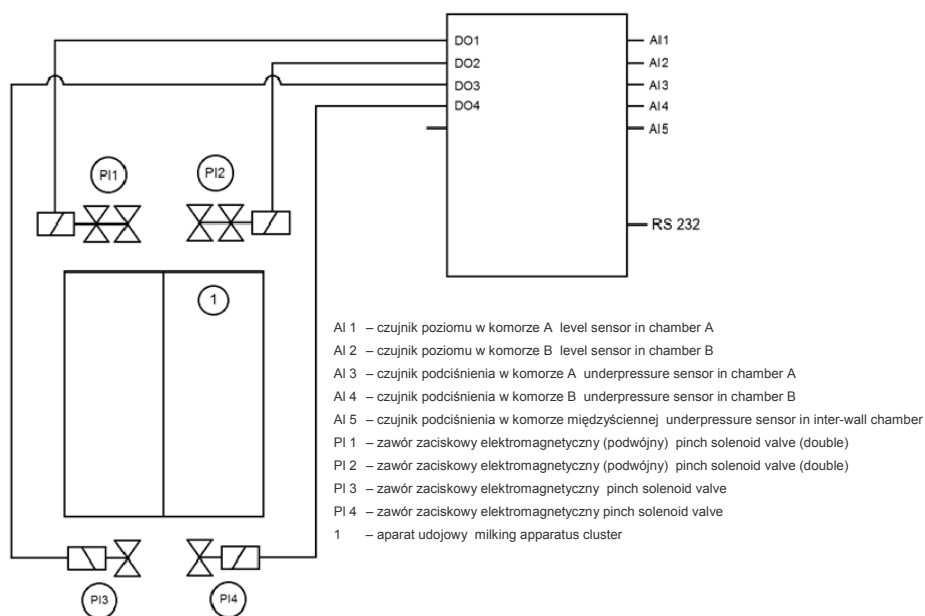 DO1
DO2
DO3
DO4
AI1
AI2
AI3
AI4
AI5
RS 232
PI1
PI2
1
PI3
PI4
AI 1 – czujnik poziomu w komorze A level sensor in chamber A
AI 2 – czujnik poziomu w komorze B level sensor in chamber B
AI 3 – czujnik podciśnienia w komorze A underpressure sensor in chamber A
AI 4 – czujnik podciśnienia w komorze B underpressure sensor in chamber B
AI 5 – czujnik podciśnienia w komorze międzyściennej underpressure sensor in inter-wall chamber
PI 1 – zawór zaciskowy elektromagnetyczny (podwójny) pinch solenoid valve (double)
PI 2 – zawór zaciskowy elektromagnetyczny (podwójny) pinch solenoid valve (double)
PI 3 – zawór zaciskowy elektromagnetyczny pinch solenoid valve
PI 4 – zawór zaciskowy elektromagnetyczny pinch solenoid valve
1 – aparat udojowy milking apparatus cluster